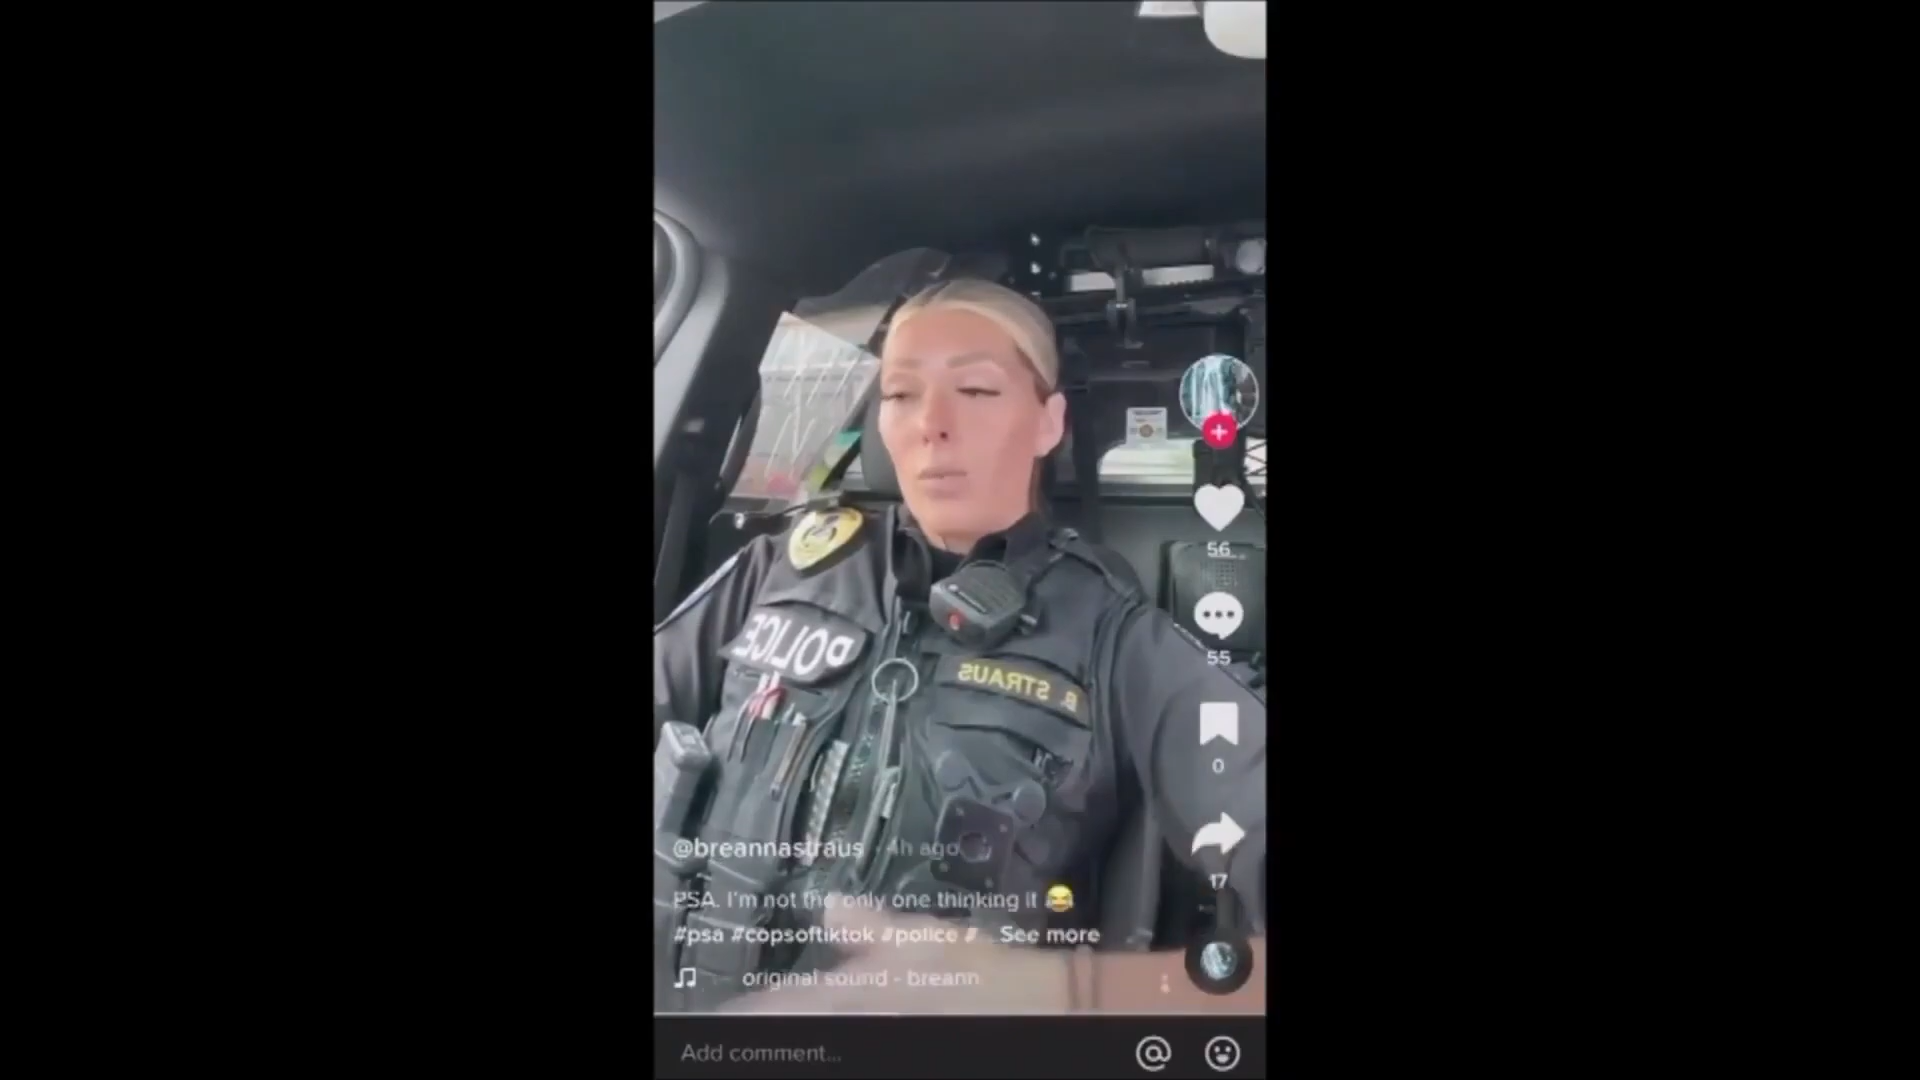 POLICE
B. STRAUS
56
55
0
17
@breannastraus · 4h ago
PSA. I'm not the only one thinking it 😂
#psa #copsoftiktok #police # See more
original sound - breann
Add comment...